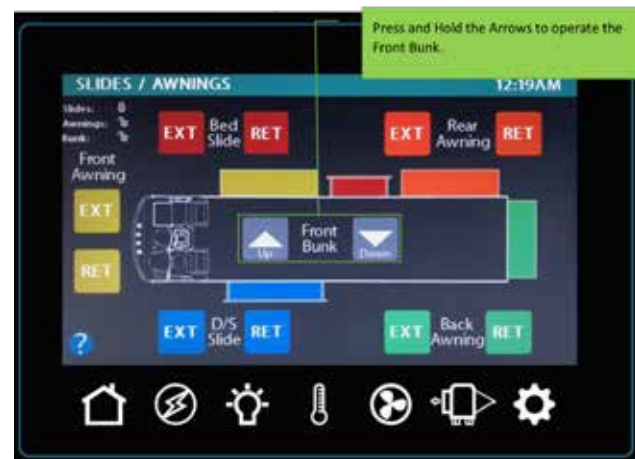 Press and Hold the Arrows to operate the
Front Bunk.
SLIDES / AWNINGS 12:19AM
Slides:
Awnings:
Bunk:
EXT Bed Slide RET
EXT Rear Awning RET
Front
Awning
EXT
RET
Up
Front
Bunk
Down
?
EXT D/S Slide RET
EXT Back Awning RET